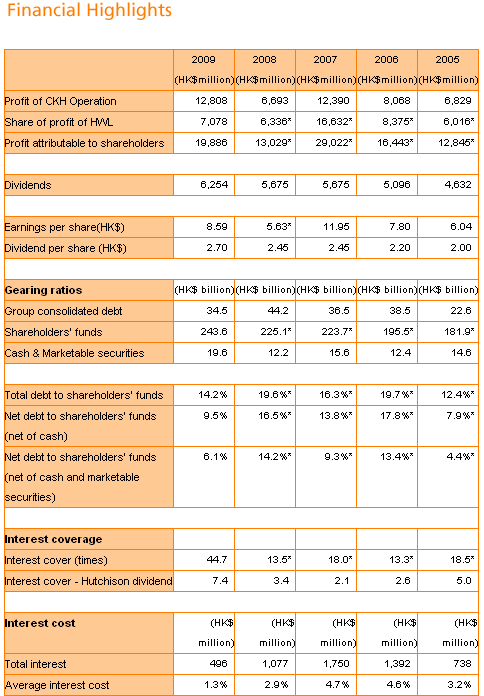 Financial Highlights
2009 2008 2007 2006 2005
(HK$million) (HK$million) (HK$million) (HK$million) (HK$million)
Profit of CKH Operation 12,808 6,693 12,390 8,068 6,829
Share of profit of HWL 7,078 6,336* 16,632* 8,375* 6,016*
Profit attributable to shareholders 19,886 13,029* 29,022* 16,443* 12,845*
Dividends 6,254 5,675 5,675 5,096 4,632
Earnings per share(HK$) 8.59 5.63* 11.95 7.80 6.04
Dividend per share (HK$) 2.70 2.45 2.45 2.20 2.00
Gearing ratios (HK$ billion) (HK$ billion) (HK$ billion) (HK$ billion) (HK$ billion)
Group consolidated debt 34.5 44.2 36.5 38.5 22.6
Shareholders' funds 243.6 225.1* 223.7* 195.5* 181.9*
Cash & Marketable securities 19.6 12.2 15.6 12.4 14.6
Total debt to shareholders' funds 14.2% 19.6%* 16.3%* 19.7%* 12.4%*
Net debt to shareholders' funds 9.5% 16.5%* 13.8%* 17.8%* 7.9%*
(net of cash)
Net debt to shareholders' funds 6.1% 14.2%* 9.3%* 13.4%* 4.4%*
(net of cash and marketable
securities)
Interest coverage
Interest cover (times) 44.7 13.5* 18.0* 13.3* 18.5*
Interest cover - Hutchison dividend 7.4 3.4 2.1 2.6 5.0
Interest cost (HK$ (HK$ (HK$ (HK$ (HK$
million) million) million) million) million)
Total interest 496 1,077 1,750 1,392 738
Average interest cost 1.3% 2.9% 4.7% 4.6% 3.2%